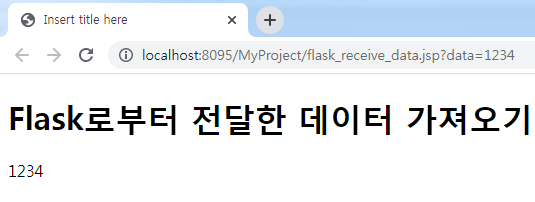 Insert title here
localhost:8095/MyProject/flask_receive_data.jsp?data=1234
Flask로부터 전달한 데이터 가져오기
1234